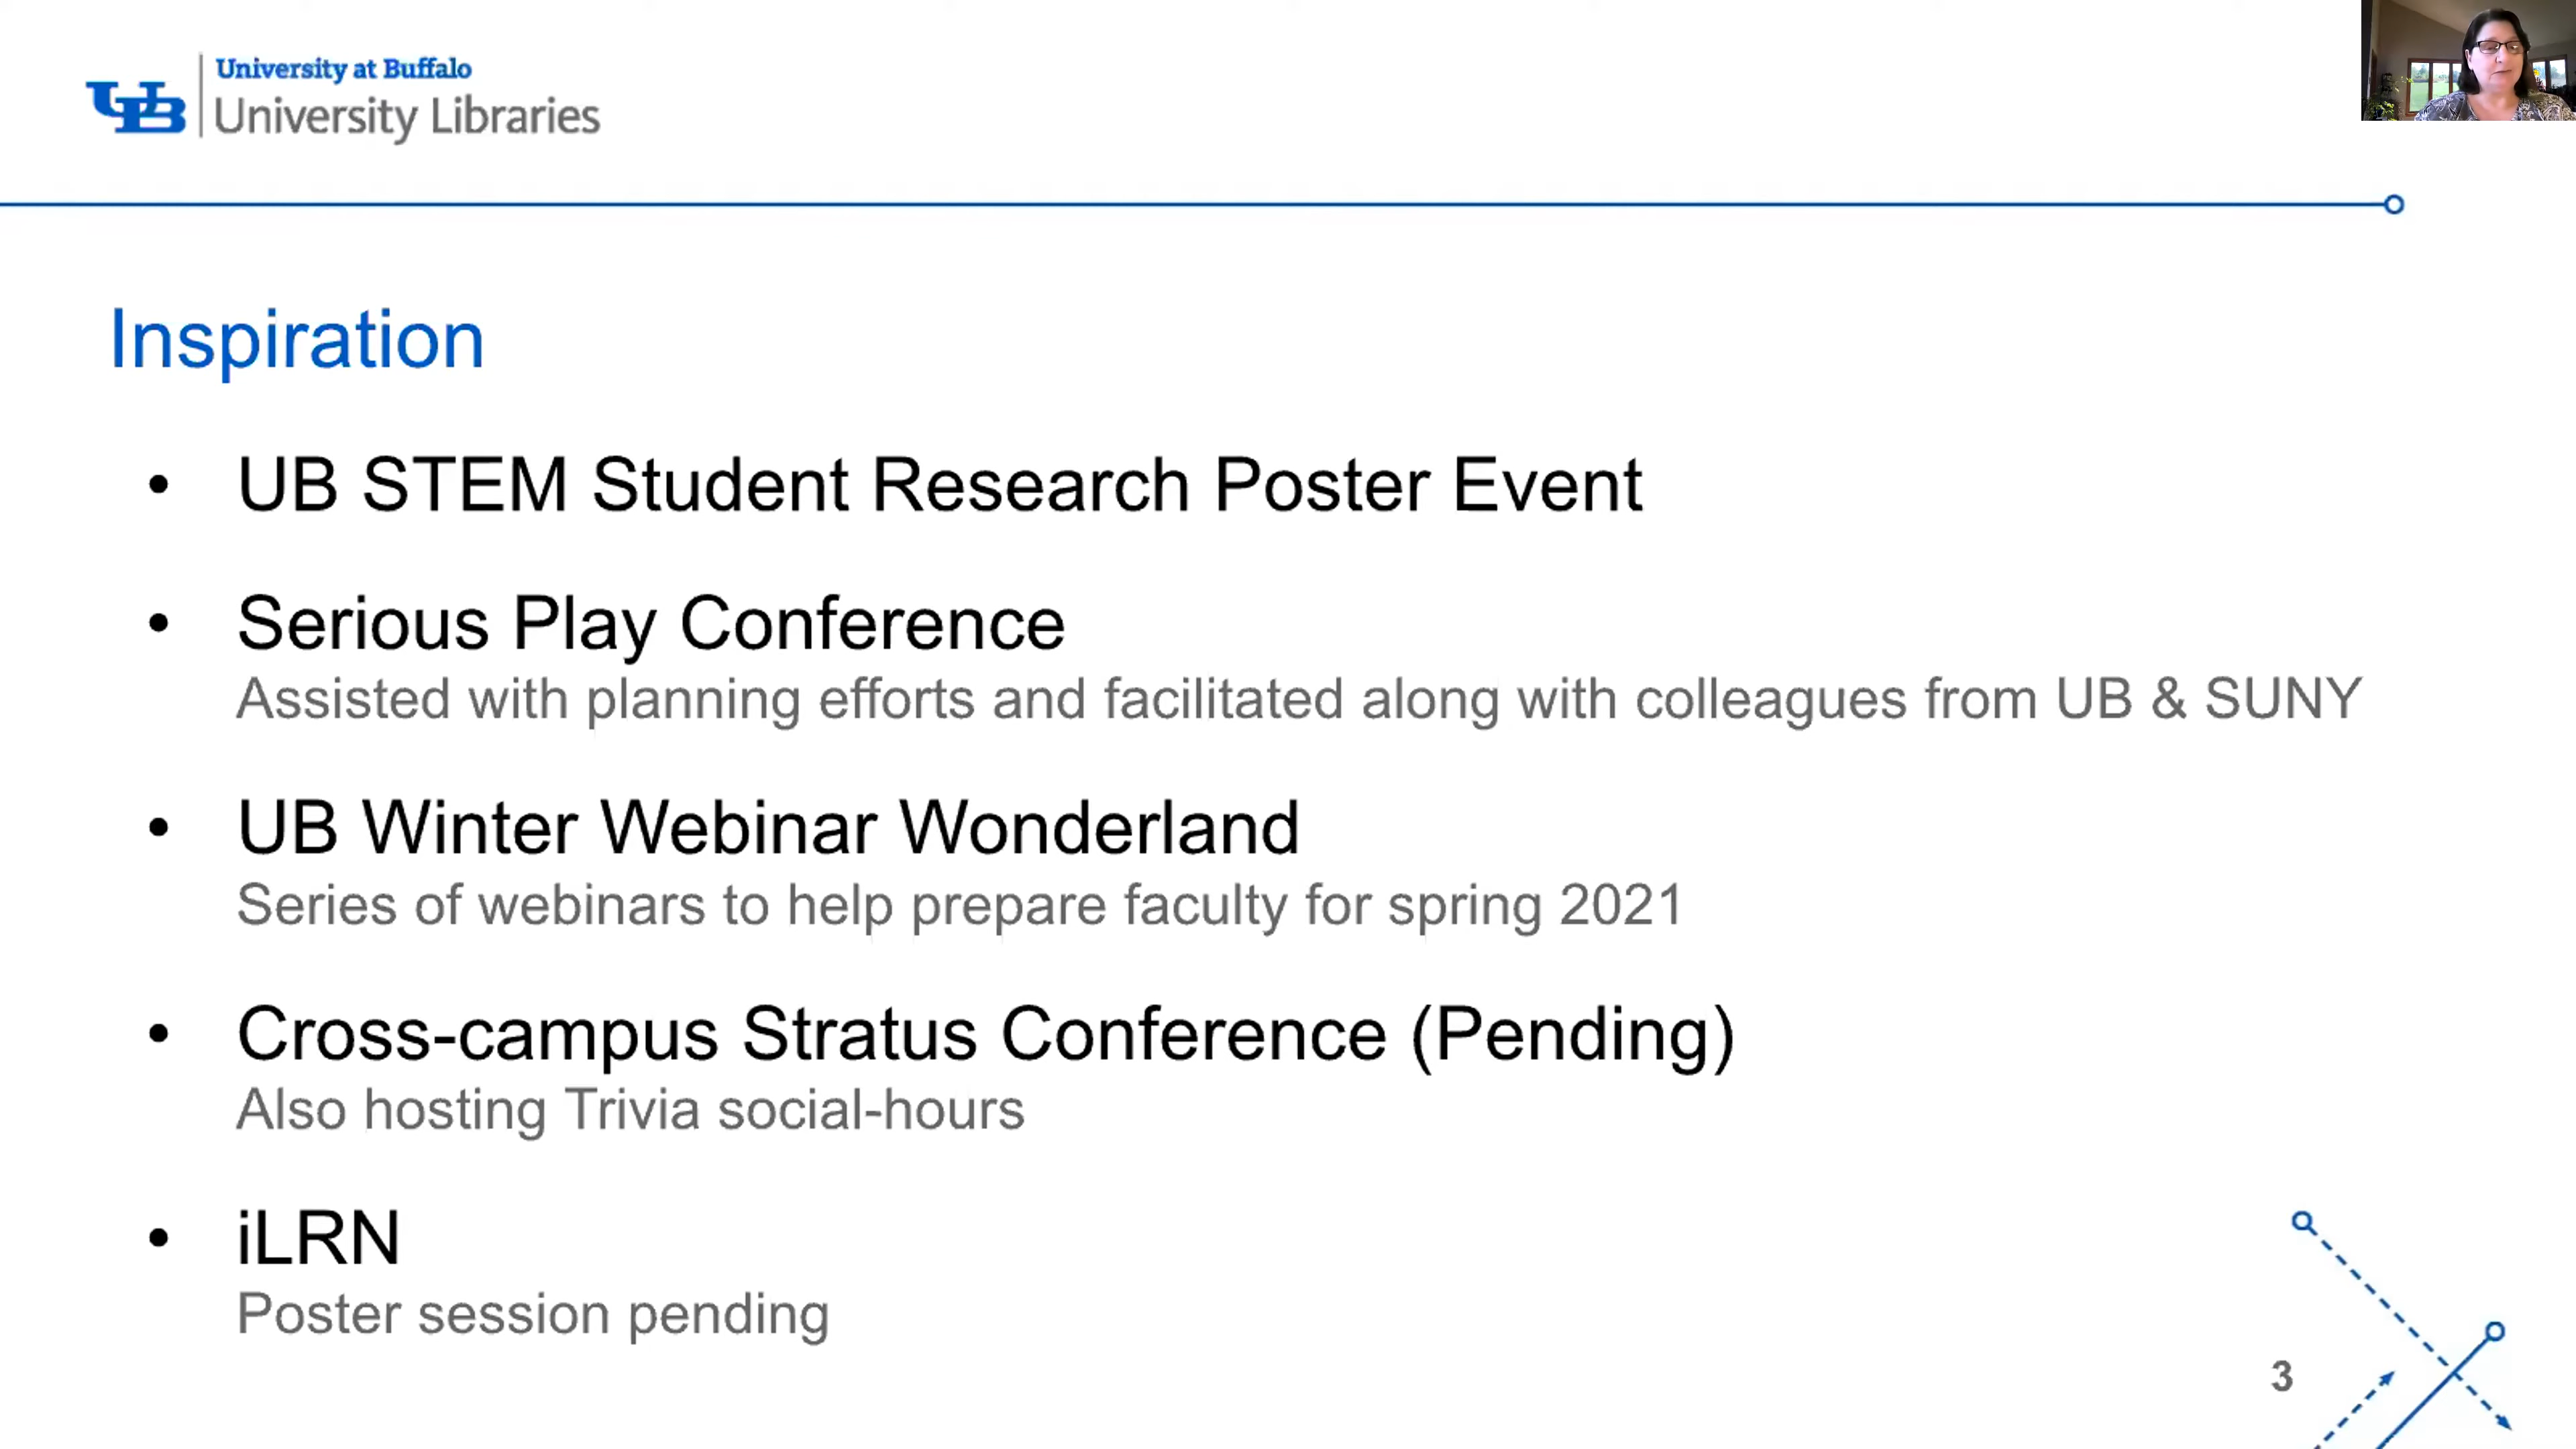 University at Buffalo
University Libraries
Inspiration
• UB STEM Student Research Poster Event
• Serious Play Conference
Assisted with planning efforts and facilitated along with colleagues from UB & SUNY
• UB Winter Webinar Wonderland
Series of webinars to help prepare faculty for spring 2021
• Cross-campus Stratus Conference (Pending)
Also hosting Trivia social-hours
• iLRN
Poster session pending
3